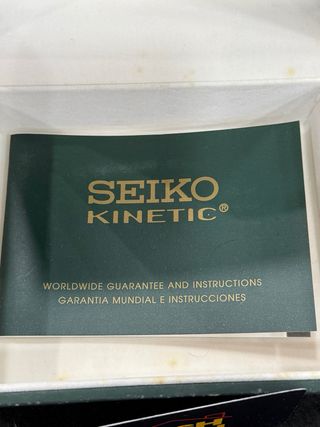 SEIKO
KINETIC®
WORLDWIDE GUARANTEE AND INSTRUCTIONS
GARANTIA MUNDIAL E INSTRUCCIONES